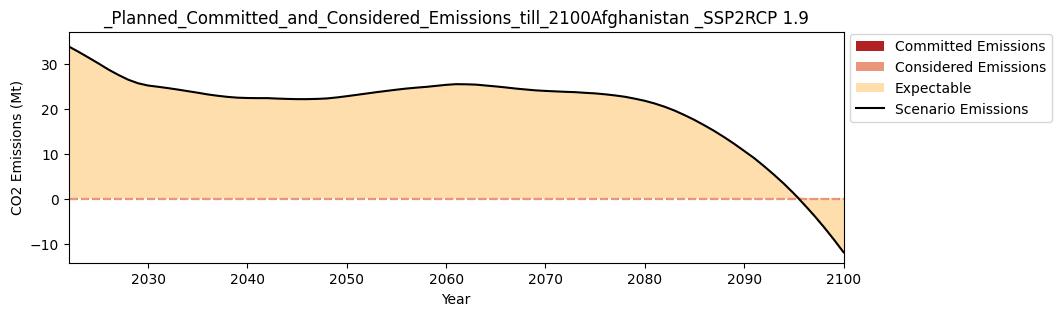 _Planned_Committed_and_Considered_Emissions_till_2100Afghanistan _SSP2RCP 1.9
Committed Emissions
Considered Emissions
Expectable
Scenario Emissions
CO2 Emissions (Mt)
30
20
10
0
−10
2030 2040 2050 2060 2070 2080 2090 2100
Year